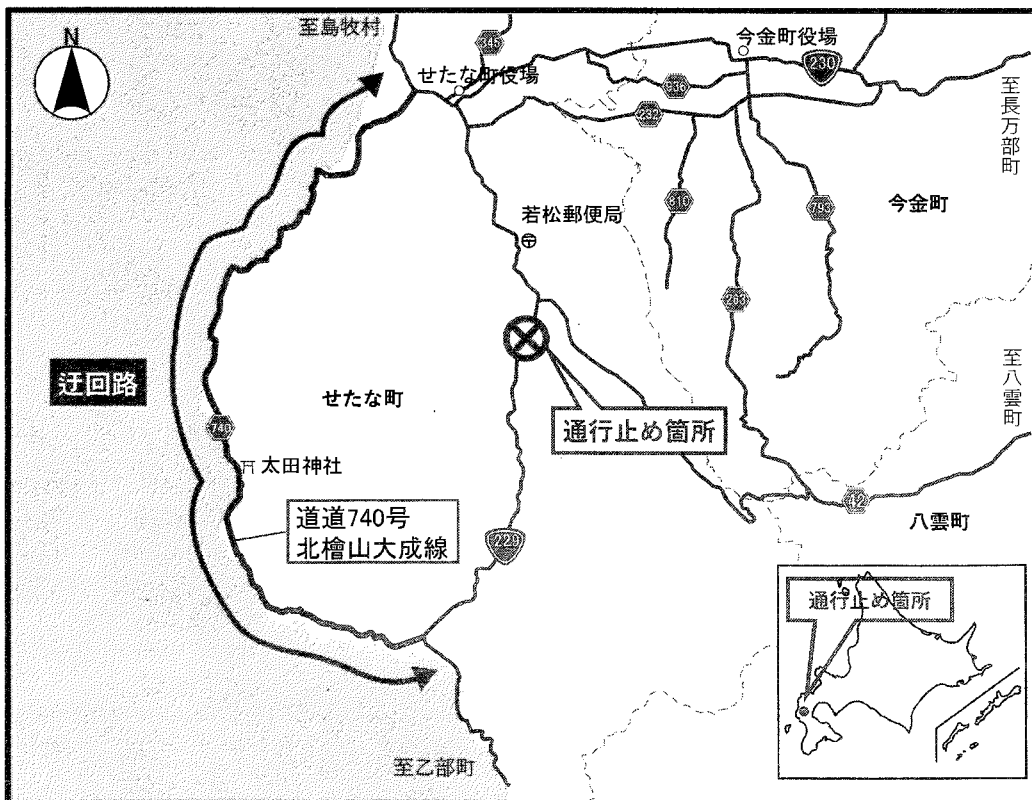 至島牧村
N
345
今金町役場
せたな町役場
230
936
232
至長万部町
810
793
今金町
若松郵便局
〒
263
至八雲町
迂回路
せたな町
通行止め箇所
740
太田神社
42
八雲町
道道740号
北檜山大成線
229
通行止め箇所
至乙部町